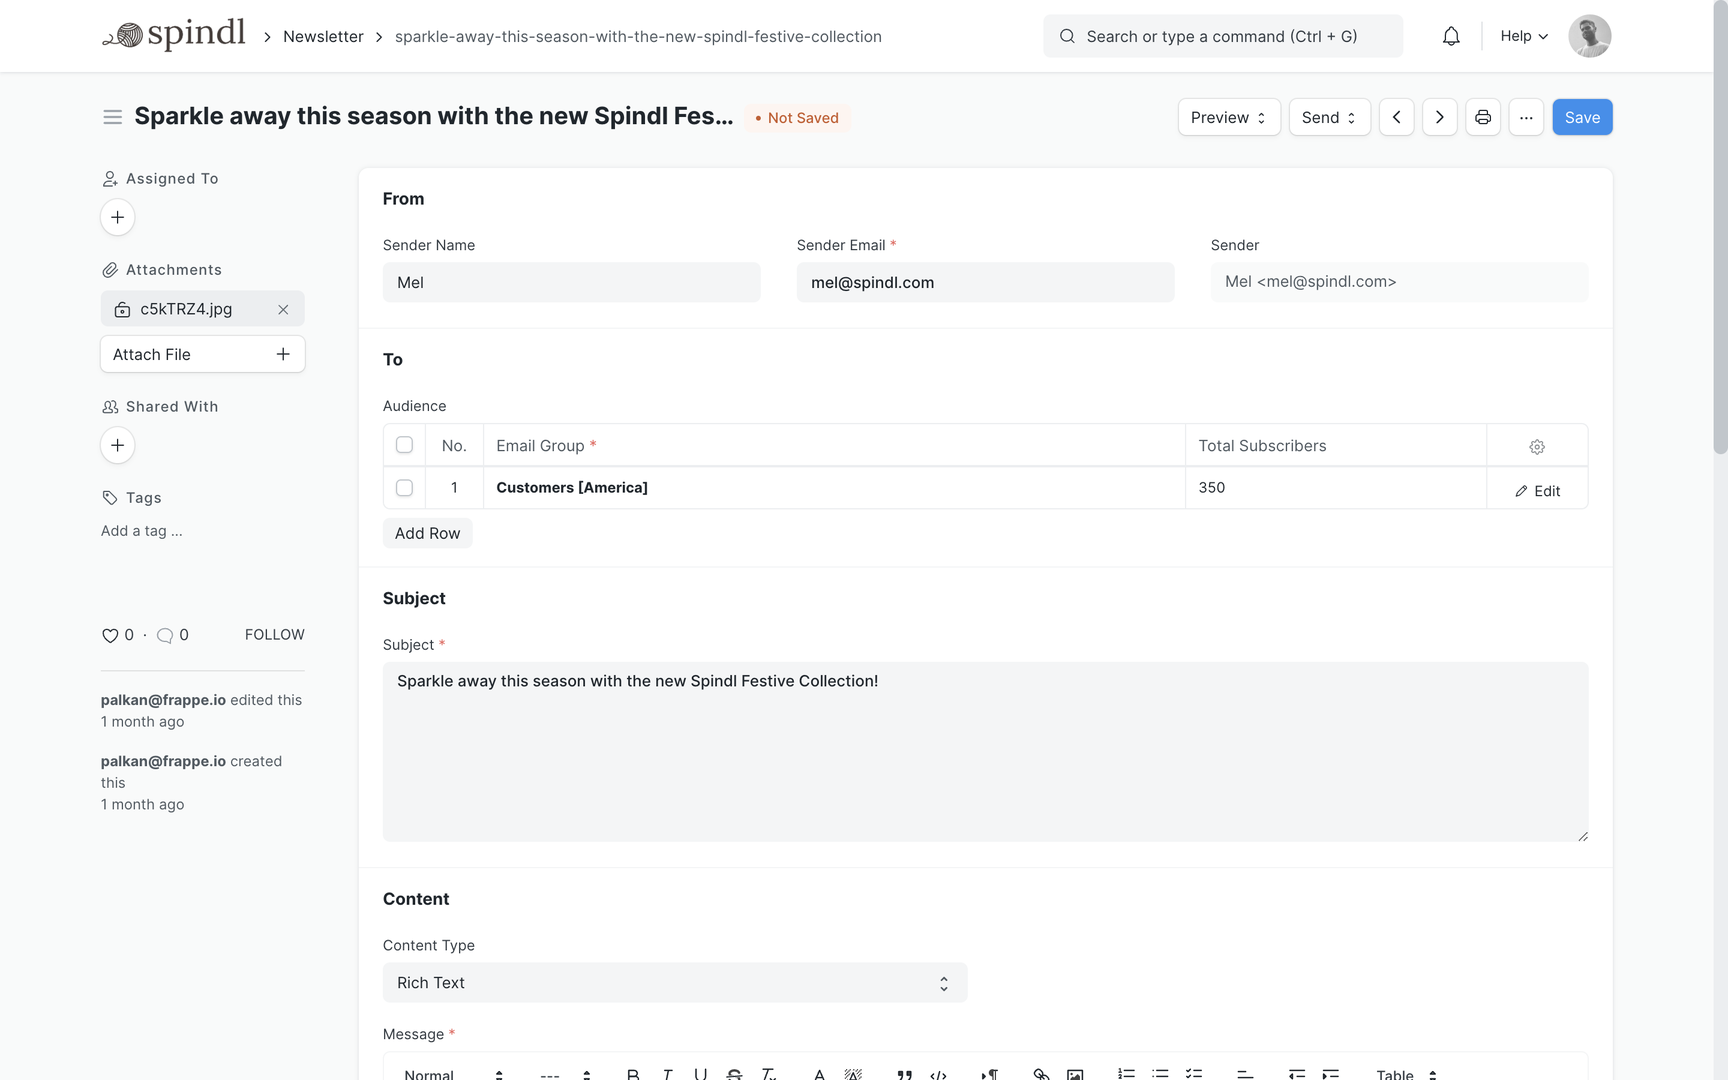 spindl
Newsletter
sparkle-away-this-season-with-the-new-spindl-festive-collection
Search or type a command (Ctrl + G)
Help
Sparkle away this season with the new Spindl Fes...
• Not Saved
Preview
Send
Save
Assigned To
Attachments
c5kTRZ4.jpg
Attach File
Shared With
Tags
Add a tag ...
0 · 0
FOLLOW
palkan@frappe.io edited this
1 month ago
palkan@frappe.io created
this
1 month ago
From
Sender Name
Sender Email *
Sender
Mel
mel@spindl.com
Mel <mel@spindl.com>
To
Audience
No.
Email Group *
Total Subscribers
1
Customers [America]
350
Edit
Add Row
Subject
Subject *
Sparkle away this season with the new Spindl Festive Collection!
Content
Content Type
Rich Text
Message *
Normal
---
Table